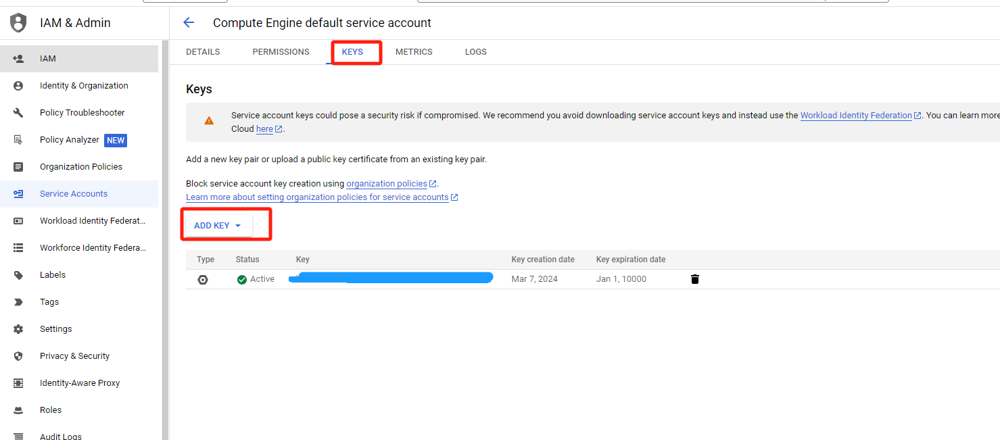 IAM & Admin
Compute Engine default service account
DETAILS
PERMISSIONS
KEYS
METRICS
LOGS
IAM
Identity & Organization
Policy Troubleshooter
Policy Analyzer NEW
Organization Policies
Service Accounts
Workload Identity Federat...
Workforce Identity Federa...
Labels
Tags
Settings
Privacy & Security
Identity-Aware Proxy
Roles
Audit Logs
Keys
Service account keys could pose a security risk if compromised. We recommend you avoid downloading service account keys and instead use the Workload Identity Federation. You can learn more
Cloud here.
Add a new key pair or upload a public key certificate from an existing key pair.
Block service account key creation using organization policies.
Learn more about setting organization policies for service accounts
ADD KEY
Type Status Key Key creation date Key expiration date
Active Mar 7, 2024 Jan 1, 10000